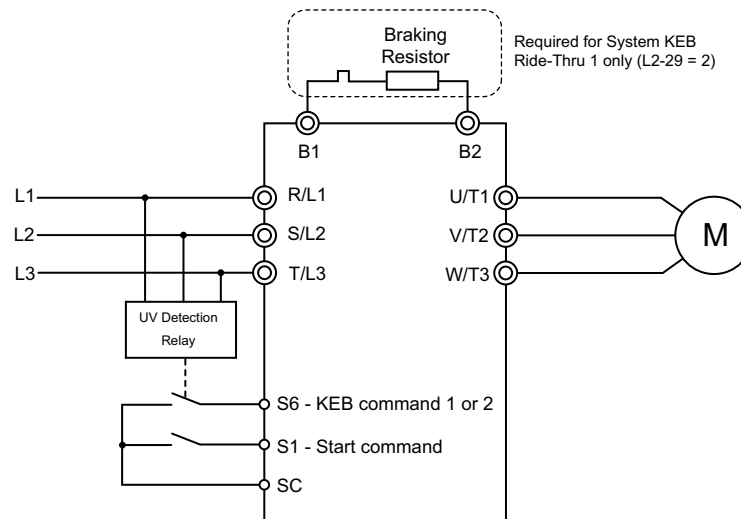 Braking
Resistor
Required for System KEB
Ride-Thru 1 only (L2-29 = 2)
B1
B2
L1
R/L1
U/T1
L2
S/L2
V/T2
M
L3
T/L3
W/T3
UV Detection
Relay
S6 - KEB command 1 or 2
S1 - Start command
SC